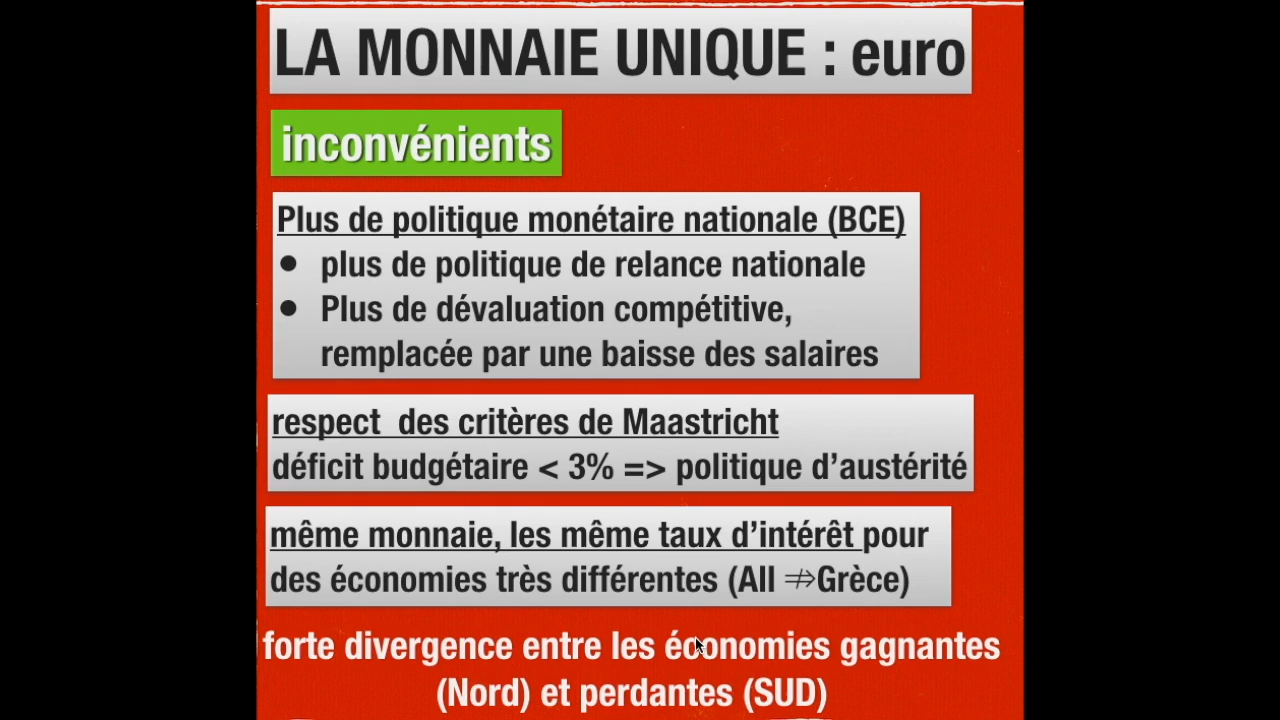 LA MONNAIE UNIQUE : euro
inconvénients
Plus de politique monétaire nationale (BCE)
• plus de politique de relance nationale
• Plus de dévaluation compétitive,
remplacée par une baisse des salaires
respect des critères de Maastricht
déficit budgétaire < 3% => politique d’austérité
même monnaie, les même taux d’intérêt pour
des économies très différentes (All ⇏Grèce)
forte divergence entre les économies gagnantes
(Nord) et perdantes (SUD)